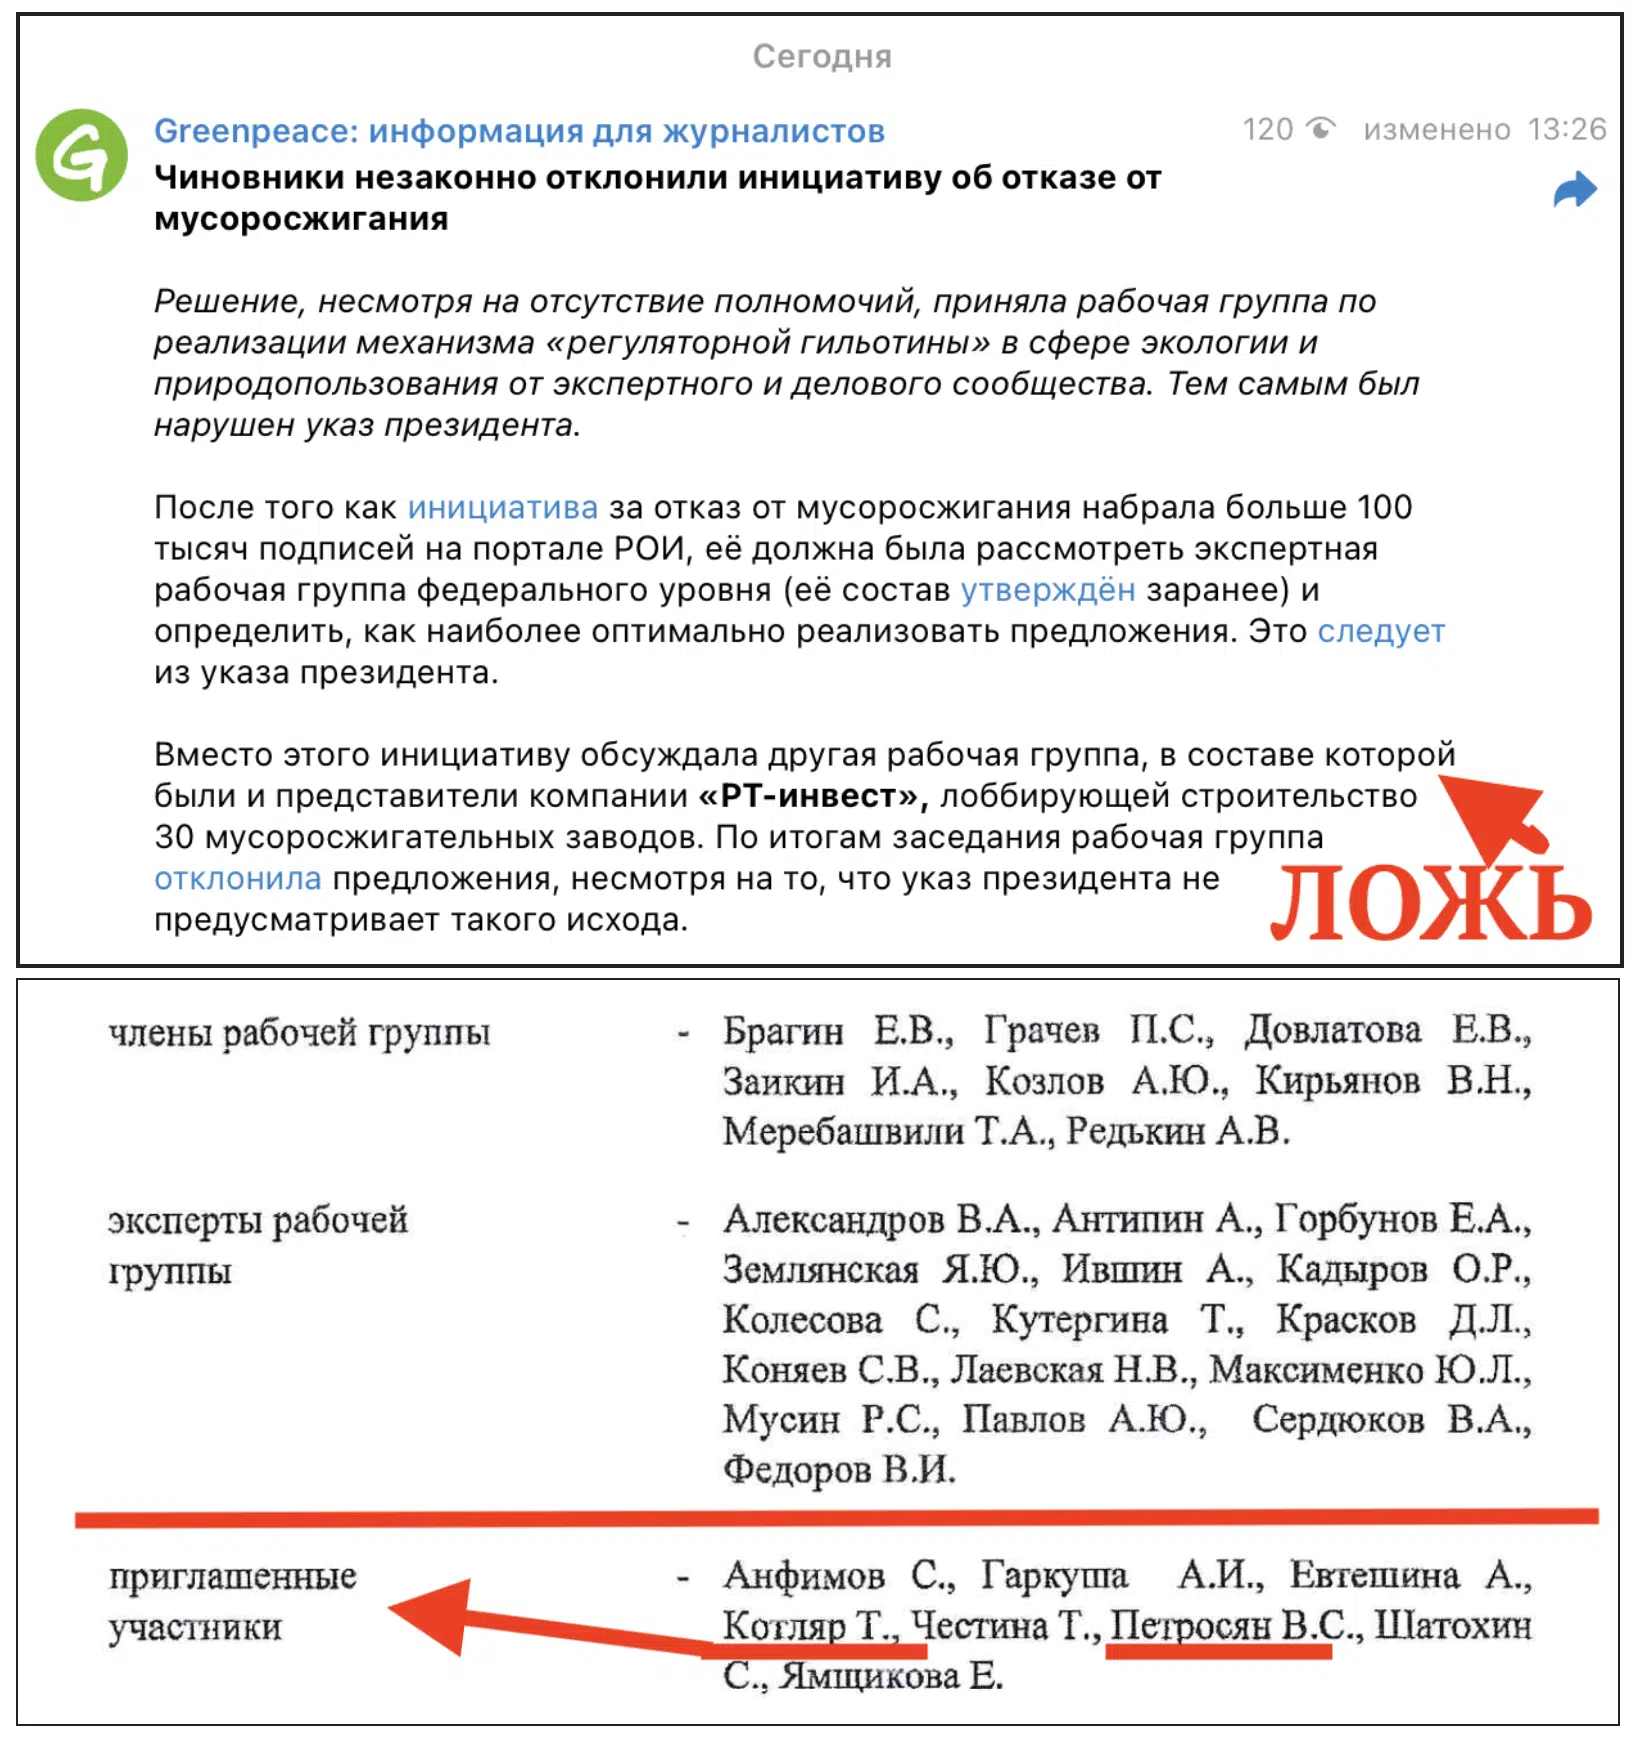 Сегодня
Greenpeace: информация для журналистов
120 изменено 13:26
Чиновники незаконно отклонили инициативу об отказе от
мусоросжигания
Решение, несмотря на отсутствие полномочий, приняла рабочая группа по
реализации механизма «регуляторной гильотины» в сфере экологии и
природопользования от экспертного и делового сообщества. Тем самым был
нарушен указ президента.
После того как инициатива за отказ от мусоросжигания набрала больше 100
тысяч подписей на портале РОИ, её должна была рассмотреть экспертная
рабочая группа федерального уровня (её состав утверждён заранее) и
определить, как наиболее оптимально реализовать предложения. Это следует
из указа президента.
Вместо этого инициативу обсуждала другая рабочая группа, в составе которой
были и представители компании «РТ-инвест», лоббирующей строительство
30 мусоросжигательных заводов. По итогам заседания рабочая группа
отклонила предложения, несмотря на то, что указ президента не
предусматривает такого исхода.
ЛОЖЬ
члены рабочей группы - Брагин Е.В., Грачев П.С., Довлатова Е.В.,
Заикин И.А., Козлов А.Ю., Кирьянов В.Н.,
Меребашвили Т.А., Редькин А.В.
эксперты рабочей - Александров В.А., Антипин А., Горбунов Е.А.,
группы Землянская Я.Ю., Ившин А., Кадыров О.Р.,
Колесова С., Кутергина Т., Красков Д.Л.,
Коняев С.В., Лаевская Н.В., Максименко Ю.Л.,
Мусин Р.С., Павлов А.Ю., Сердюков В.А.,
Федоров В.И.
приглашенные - Анфимов С., Гаркуша А.И., Евтешина А.,
участники Котляр Т., Честина Т., Петросян В.С., Шатохин
С., Ямщикова Е.